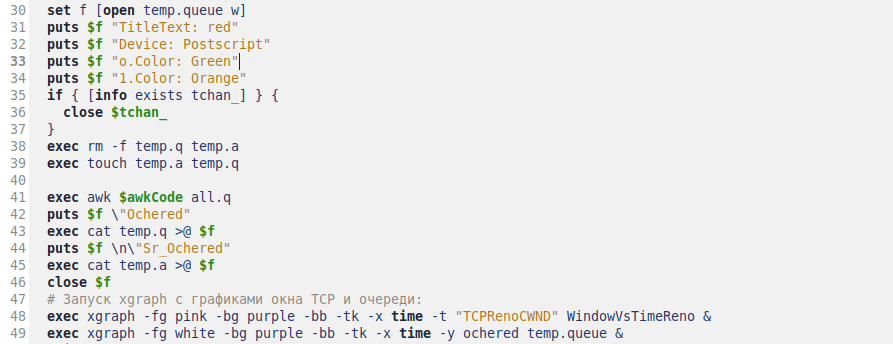 30 set f [open temp.queue w]
31 puts $f "TitleText: red"
32 puts $f "Device: Postscript"
33 puts $f "o.Color: Green"
34 puts $f "1.Color: Orange"
35 if { [info exists tchan_] } {
36 close $tchan_
37 }
38 exec rm -f temp.q temp.a
39 exec touch temp.a temp.q
40
41 exec awk $awkCode all.q
42 puts $f \"Ochered"
43 exec cat temp.q >@ $f
44 puts $f \n\"Sr_Ochered"
45 exec cat temp.a >@ $f
46 close $f
47 # Запуск xgraph с графиками окна TCP и очереди:
48 exec xgraph -fg pink -bg purple -bb -tk -x time -t "TCPRenoCWND" WindowVsTimeReno &
49 exec xgraph -fg white -bg purple -bb -tk -x time -y ochered temp.queue &